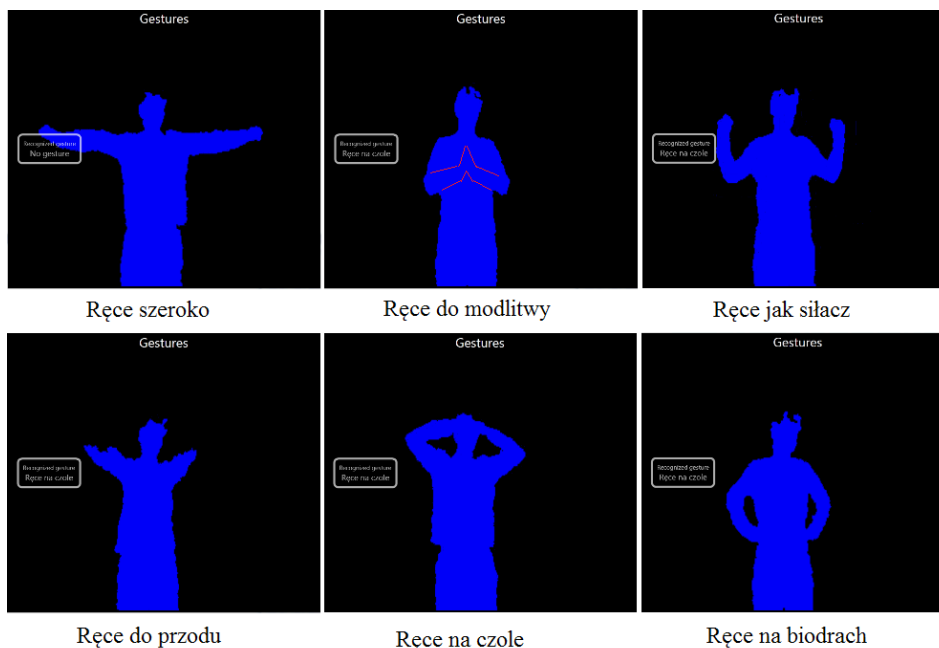 Gestures
Gestures
Gestures
Recognized gesture
No gesture
Recognized gesture
Ręce na czole
Recognized gesture
Ręce na czole
Ręce szeroko
Ręce do modlitwy
Ręce jak siłacz
Gestures
Gestures
Gestures
Recognized gesture
Ręce na czole
Recognized gesture
Ręce na czole
Recognized gesture
Ręce na czole
Ręce do przodu
Ręce na czole
Ręce na biodrach